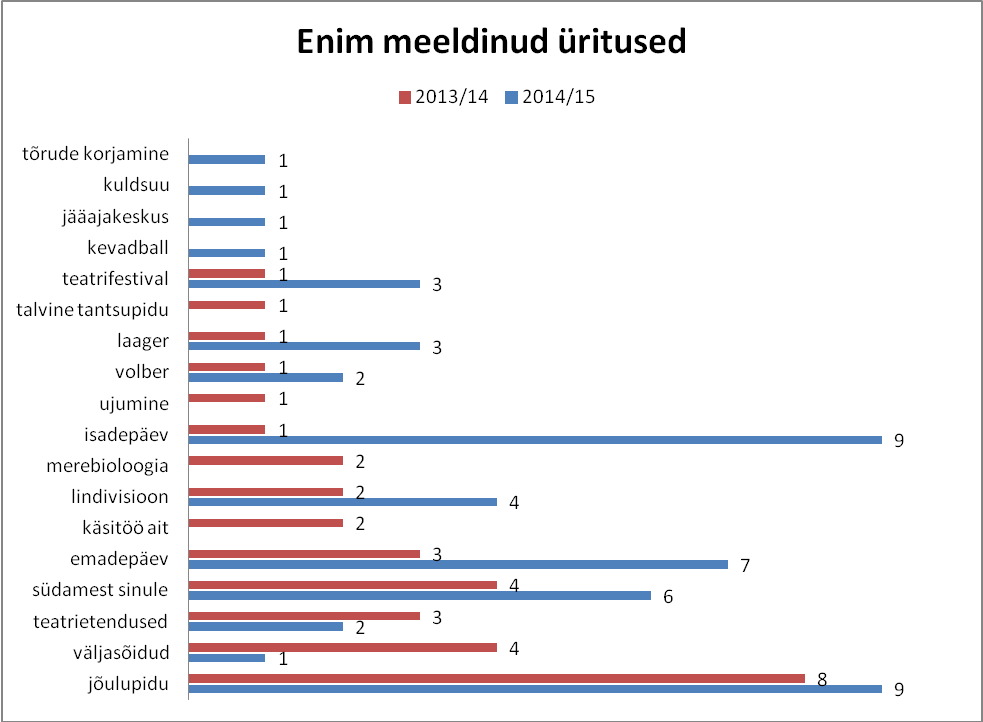 Enim meeldinud üritused
2013/14 2014/15
tõrude korjamine 1
kuldsuu 1
jääajakeskus 1
kevadball 1
teatrifestival 1 3
talvine tantsupidu 1
laager 1 3
volber 1 2
ujumine 1
isadepäev 1 9
merebioloogia 2
lindivisioon 2 4
käsitöö ait 2
emadepäev 3 7
südamest sinule 4 6
teatrietendused 3 2
väljasõidud 4 1
jõulupidu 8 9